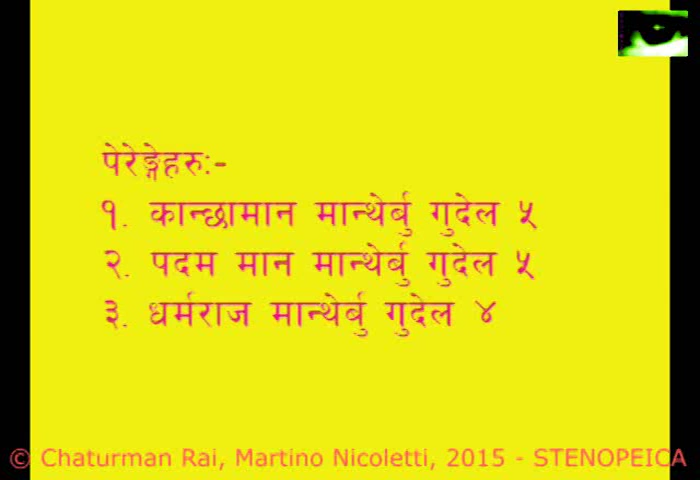 पेरेङ्गेहरुः-
१. कान्छामान मान्थेर्बु गुदेल ५
२. पदम मान मान्थेर्बु गुदेल ५
३. धर्मराज मान्थेर्बु गुदेल ४
© Chaturman Rai, Martino Nicoletti, 2015 - STENOPEICA